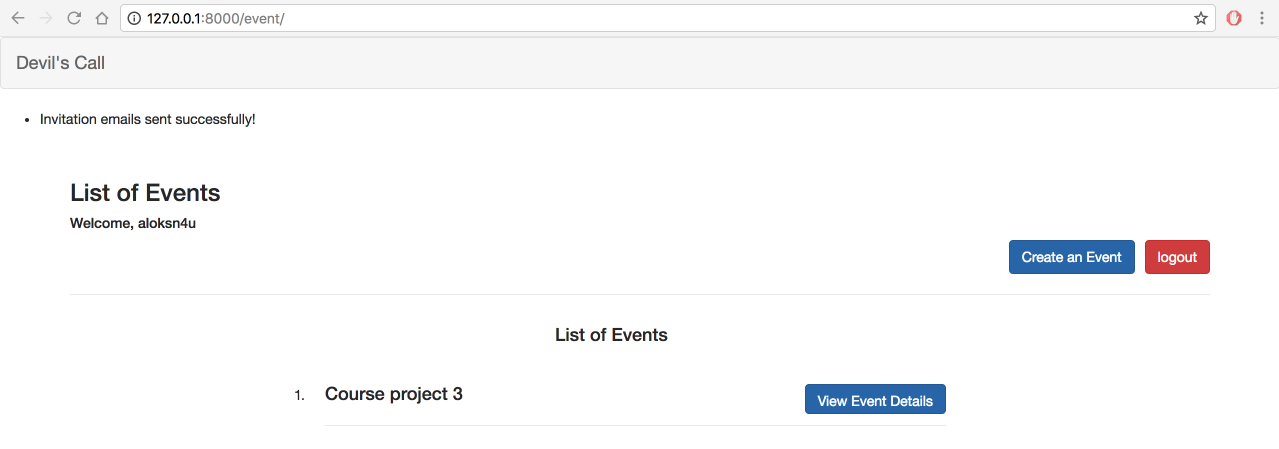 127.0.0.1:8000/event/
Devil's Call
• Invitation emails sent successfully!
List of Events
Welcome, aloksn4u
Create an Event logout
List of Events
1. Course project 3 View Event Details